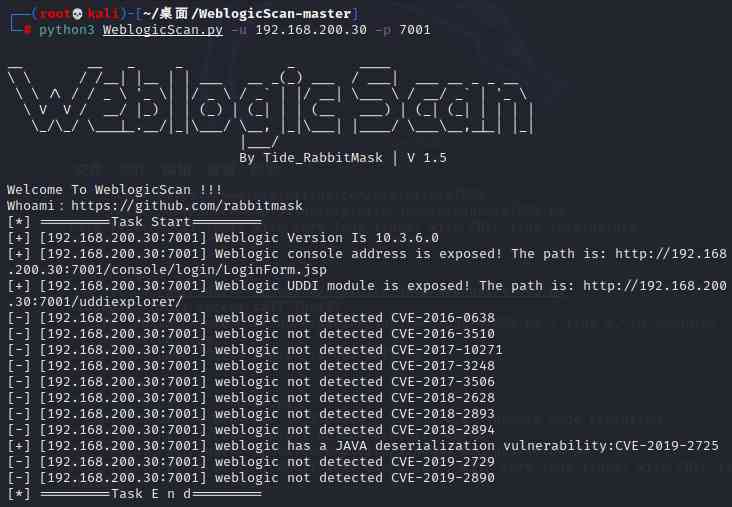 ┌──(root💀kali)-[~/桌面/WeblogicScan-master]
└─# python3 WeblogicScan.py -u 192.168.200.30 -p 7001
Weblogic Scan
By Tide_RabbitMask | V 1.5
Welcome To WeblogicScan !!!
Whoami：https://github.com/rabbitmask
[*] =========Task Start=========
[+] [192.168.200.30:7001] Weblogic Version Is 10.3.6.0
[+] [192.168.200.30:7001] Weblogic console address is exposed! The path is: http://192.168
.200.30:7001/console/login/LoginForm.jsp
[+] [192.168.200.30:7001] Weblogic UDDI module is exposed! The path is: http://192.168.200
.30:7001/uddiexplorer/
[-] [192.168.200.30:7001] weblogic not detected CVE-2016-0638
[-] [192.168.200.30:7001] weblogic not detected CVE-2016-3510
[-] [192.168.200.30:7001] weblogic not detected CVE-2017-10271
[-] [192.168.200.30:7001] weblogic not detected CVE-2017-3248
[-] [192.168.200.30:7001] weblogic not detected CVE-2017-3506
[-] [192.168.200.30:7001] weblogic not detected CVE-2018-2628
[-] [192.168.200.30:7001] weblogic not detected CVE-2018-2893
[-] [192.168.200.30:7001] weblogic not detected CVE-2018-2894
[+] [192.168.200.30:7001] weblogic has a JAVA deserialization vulnerability:CVE-2019-2725
[-] [192.168.200.30:7001] weblogic not detected CVE-2019-2729
[-] [192.168.200.30:7001] weblogic not detected CVE-2019-2890
[*] =========Task E n d=========